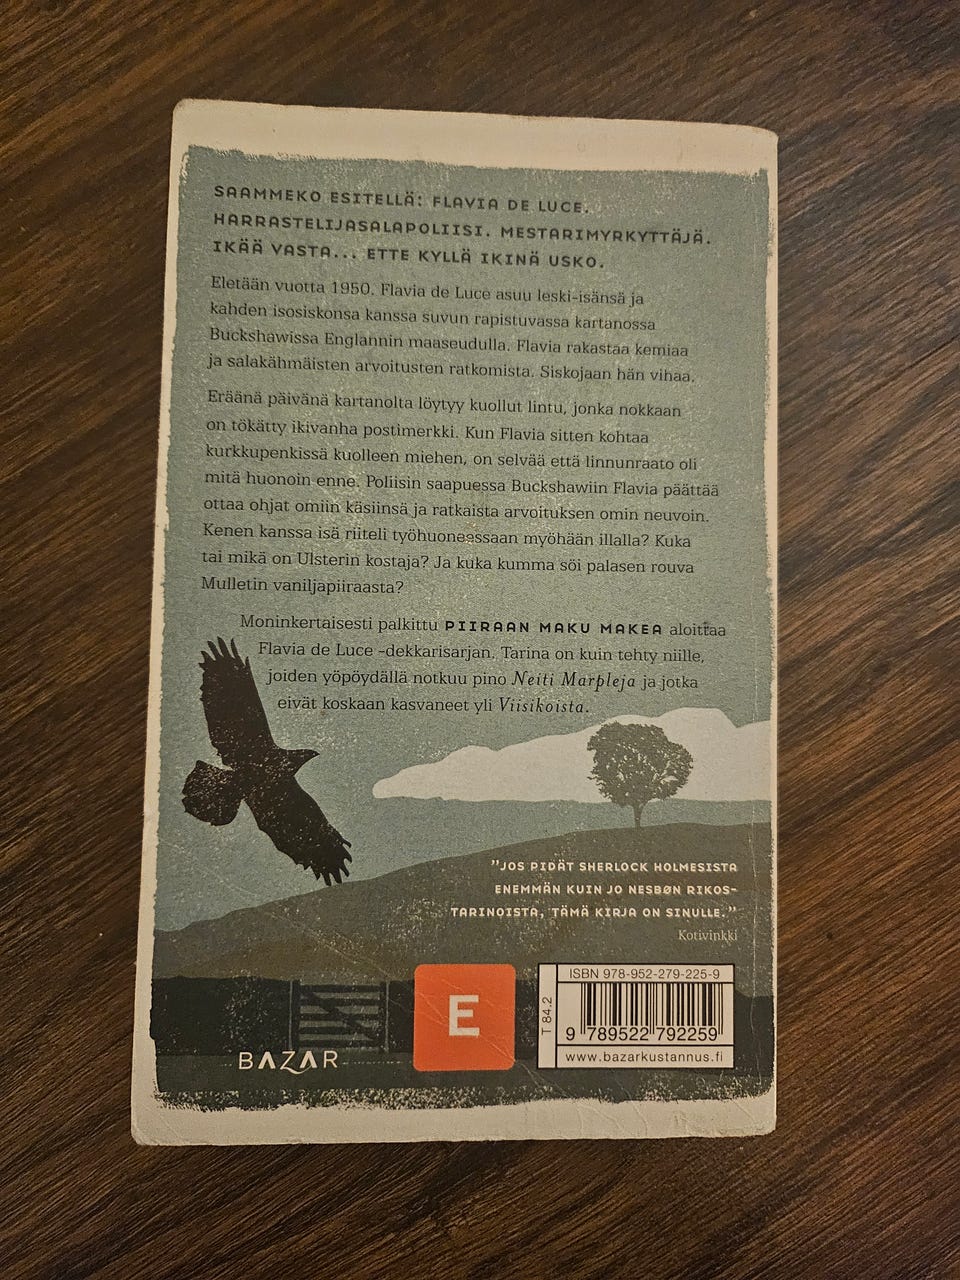 SAAMMEKO ESITELLÄ: FLAVIA DE LUCE.
HARRASTELIJASALAPOLIISI. MESTARIMYRKYTTÄJÄ.
IKÄÄ VASTA... ETTE KYLLÄ IKINÄ USKO.
Eletään vuotta 1950. Flavia de Luce asuu leski-isänsä ja
kahden isosiskonsa kanssa suvun rapistuvassa kartanossa
Buckshawissa Englannin maaseudulla. Flavia rakastaa kemiaa
ja salakähmäisten arvoitusten ratkomista. Siskojaan hän vihaa.
Eräänä päivänä kartanolta löytyy kuollut lintu, jonka nokkaan
on tökätty ikivanha postimerkki. Kun Flavia sitten kohtaa
kurkkupenkissä kuolleen miehen, on selvää että linnunraato oli
mitä huonoin enne. Poliisin saapuessa Buckshawiin Flavia päättää
ottaa ohjat omiin käsiinsä ja ratkaista arvoituksen omin neuvoin.
Kenen kanssa isä riiteli työhuoneessaan myöhään illalla? Kuka
tai mikä on Ulsterin kostaja? Ja kuka kumma söi palasen rouva
Mulletin vaniljapiiraasta?
Moninkertaisesti palkittu PIIRAAN MAKU MAKEA aloittaa
Flavia de Luce -dekkarisarjan. Tarina on kuin tehty niille,
joiden yöpöydällä notkuu pino Neiti Marpleja ja jotka
eivät koskaan kasvaneet yli Viisikoista.
"JOS PIDÄT SHERLOCK HOLMESISTA
ENEMMÄN KUIN JO NESBØN RIKOS-
TARINOISTA, TÄMÄ KIRJA ON SINULLE."
Kotivinkki
BAZAR
E
T 84.2
ISBN 978-952-279-225-9
9 789522 792259
www.bazarkustannus.fi